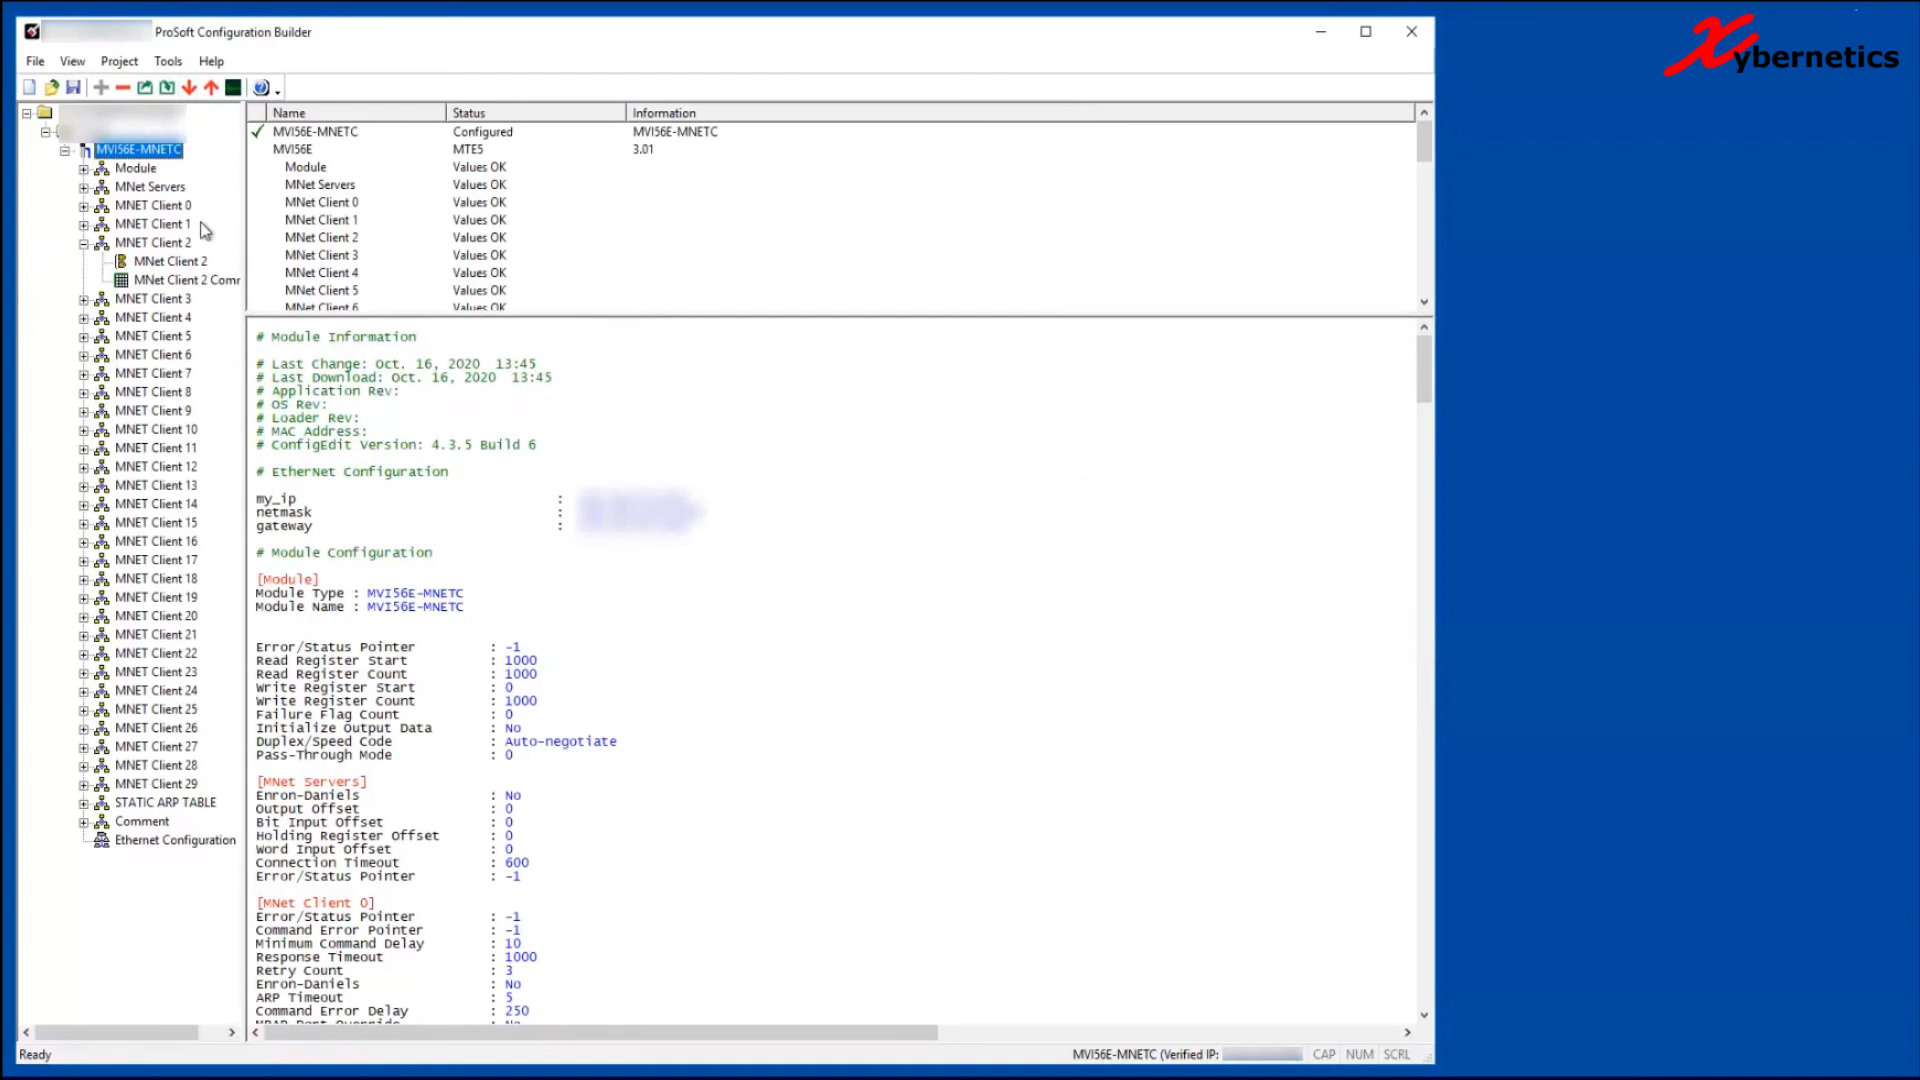 ProSoft Configuration Builder
Xybernetics
File View Project Tools Help
MVI56E-MNETC
Module
MNet Servers
MNET Client 0
MNET Client 1
MNET Client 2
MNet Client 2
MNet Client 2 Comr
MNET Client 3
MNET Client 4
MNET Client 5
MNET Client 6
MNET Client 7
MNET Client 8
MNET Client 9
MNET Client 10
MNET Client 11
MNET Client 12
MNET Client 13
MNET Client 14
MNET Client 15
MNET Client 16
MNET Client 17
MNET Client 18
MNET Client 19
MNET Client 20
MNET Client 21
MNET Client 22
MNET Client 23
MNET Client 24
MNET Client 25
MNET Client 26
MNET Client 27
MNET Client 28
MNET Client 29
STATIC ARP TABLE
Comment
Ethernet Configuration
Name Status Information
MVI56E-MNETC Configured MVI56E-MNETC
MVI56E MTE5 3.01
Module Values OK
MNet Servers Values OK
MNet Client 0 Values OK
MNet Client 1 Values OK
MNet Client 2 Values OK
MNet Client 3 Values OK
MNet Client 4 Values OK
MNet Client 5 Values OK
MNet Client 6 Values OK
# Module Information
# Last Change: Oct. 16, 2020 13:45
# Last Download: Oct. 16, 2020 13:45
# Application Rev:
# OS Rev:
# Loader Rev:
# MAC Address:
# ConfigEdit Version: 4.3.5 Build 6
# EtherNet Configuration
my_ip :
netmask :
gateway :
# Module Configuration
[Module]
Module Type : MVI56E-MNETC
Module Name : MVI56E-MNETC
Error/Status Pointer : -1
Read Register Start : 1000
Read Register Count : 1000
Write Register Start : 0
Write Register Count : 1000
Failure Flag Count : 0
Initialize Output Data : No
Duplex/Speed Code : Auto-negotiate
Pass-Through Mode : 0
[MNet Servers]
Enron-Daniels : No
Output Offset : 0
Bit Input Offset : 0
Holding Register Offset : 0
Word Input Offset : 0
Connection Timeout : 600
Error/Status Pointer : -1
[MNet Client 0]
Error/Status Pointer : -1
Command Error Pointer : -1
Minimum Command Delay : 10
Response Timeout : 1000
Retry Count : 3
Enron-Daniels : No
ARP Timeout : 5
Command Error Delay : 250
MBAP Port Override : No
Ready
MVI56E-MNETC (Verified IP:
CAP NUM SCRL